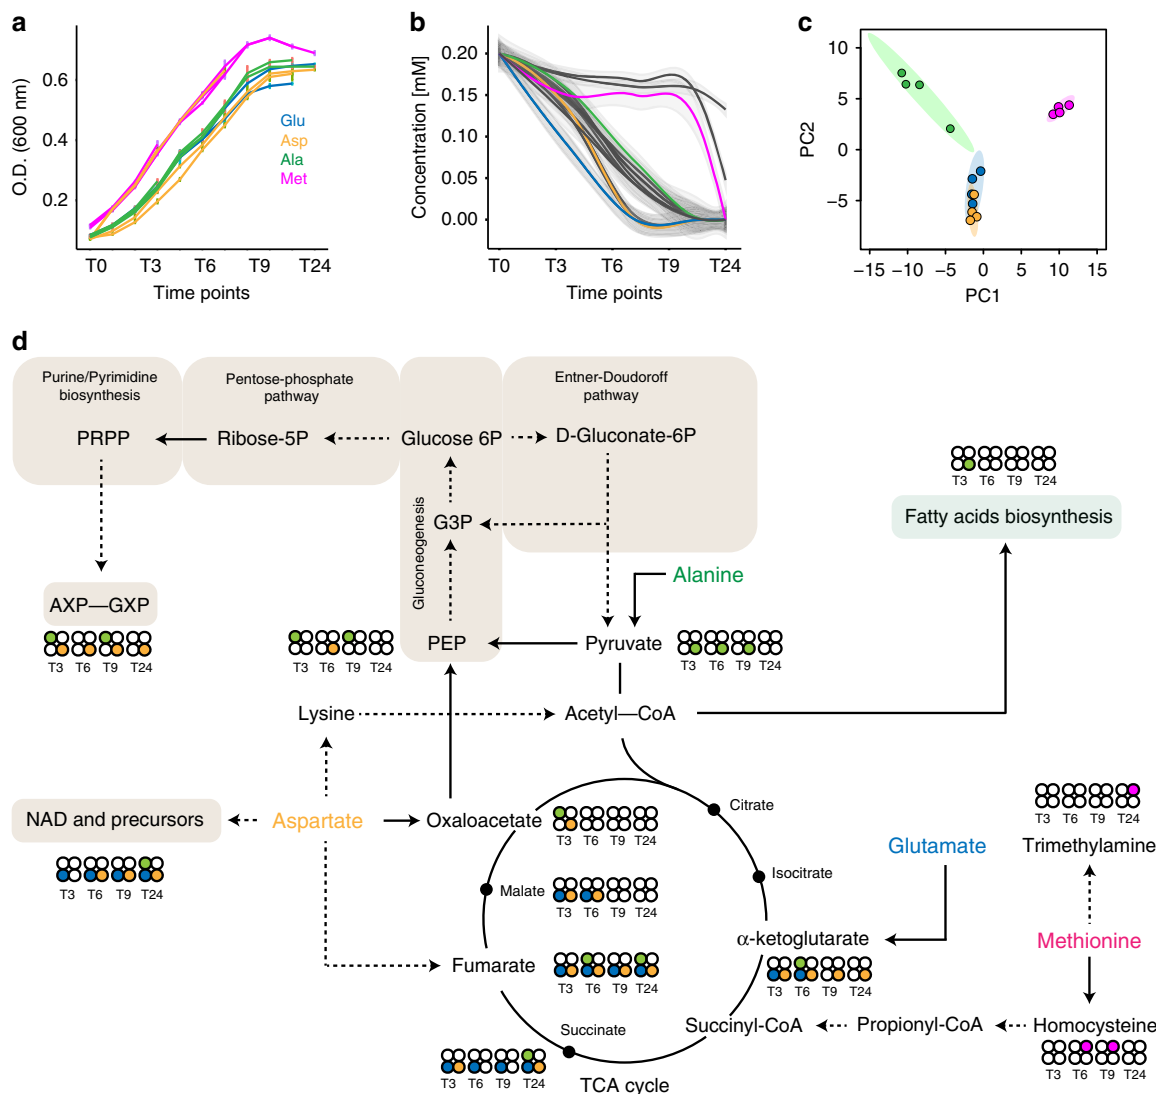 a
O.D. (600 nm)
0.6
0.4
0.2
Glu
Asp
Ala
Met
T0 T3 T6 T9 T24
Time points
b
Concentration [mM]
0.20
0.15
0.10
0.05
0.00
T0 T3 T6 T9 T24
Time points
c
PC2
10
5
0
−5
−15 −10 −5 0 5 10 15
PC1
d
Purine/Pyrimidine
biosynthesis
Pentose-phosphate
pathway
Entner-Doudoroff
pathway
PRPP
Ribose-5P
Glucose 6P
D-Gluconate-6P
T3 T6 T9 T24
Fatty acids biosynthesis
Gluconeogenesis
G3P
Alanine
AXP—GXP
T3 T6 T9 T24
T3 T6 T9 T24
PEP
Pyruvate
T3 T6 T9 T24
Lysine
Acetyl—CoA
NAD and precursors
T3 T6 T9 T24
Aspartate
Oxaloacetate
T3 T6 T9 T24
Citrate
T3 T6 T9 T24
Trimethylamine
Glutamate
Isocitrate
Malate
T3 T6 T9 T24
α-ketoglutarate
T3 T6 T9 T24
Methionine
Fumarate
T3 T6 T9 T24
Succinate
Succinyl-CoA
Propionyl-CoA
Homocysteine
T3 T6 T9 T24
T3 T6 T9 T24
TCA cycle